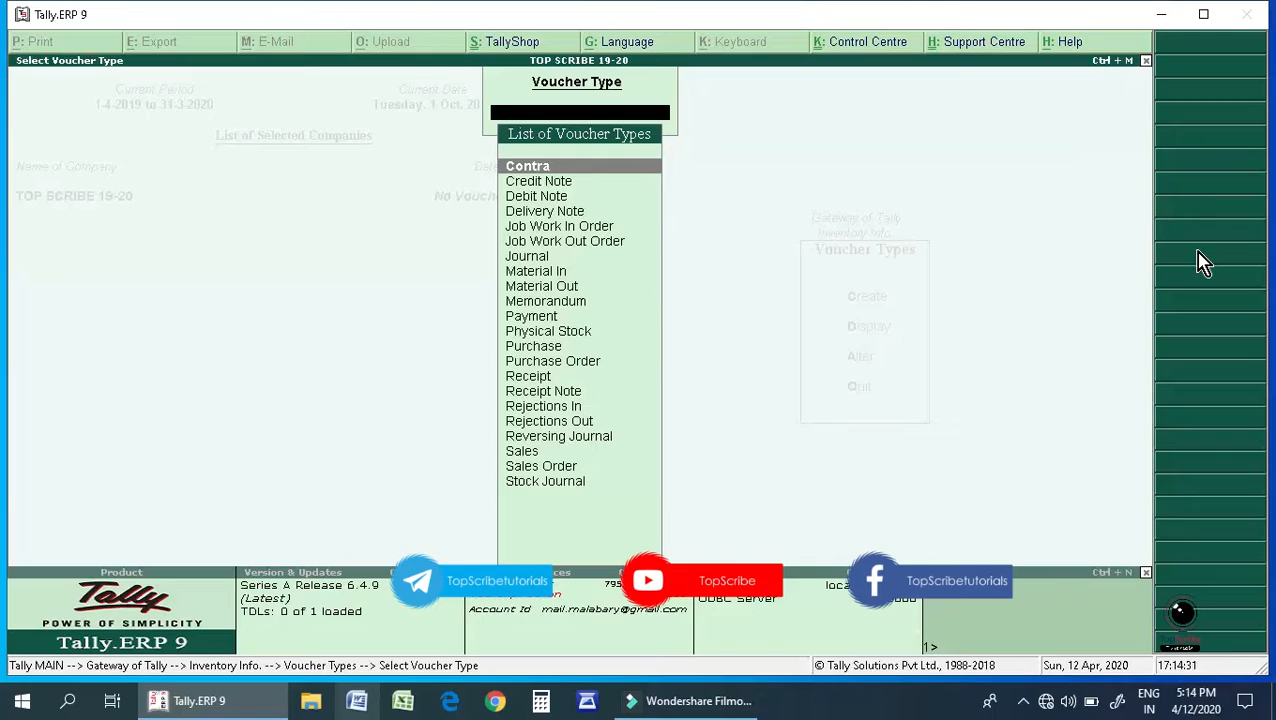 Tally.ERP 9
P: Print
E: Export
M: E-Mail
O: Upload
S: TallyShop
G: Language
K: Keyboard
K: Control Centre
H: Support Centre
H: Help
Select Voucher Type
TOP SCRIBE 19-20
Ctrl + M
Current Period
1-4-2019 to 31-3-2020
Current Date
Tuesday, 1 Oct, 20
List of Selected Companies
Name of Company
TOP SCRIBE 19-20
Voucher Type
List of Voucher Types
Contra
Credit Note
Debit Note
Delivery Note
Job Work In Order
Job Work Out Order
Journal
Material In
Material Out
Memorandum
Payment
Physical Stock
Purchase
Purchase Order
Receipt
Receipt Note
Rejections In
Rejections Out
Reversing Journal
Sales
Sales Order
Stock Journal
Gateway of Tally
Inventory Info.
Voucher Types
Create
Display
Alter
Quit
Product
Tally
POWER OF SIMPLICITY
Tally.ERP 9
Version & Updates
Series A Release 6.4.9
(Latest)
TDLs: 0 of 1 loaded
Account Id mail.malabary@gmail.com
ODBC Server
Ctrl + N
1>
TopScribetutorials
TopScribe
TopScribetutorials
Tally MAIN --> Gateway of Tally --> Inventory Info. --> Voucher Types --> Select Voucher Type
© Tally Solutions Pvt Ltd., 1988-2018
Sun, 12 Apr, 2020
17:14:31
Tally.ERP 9
Wondershare Filmo...
ENG
IN
5:14 PM
4/12/2020